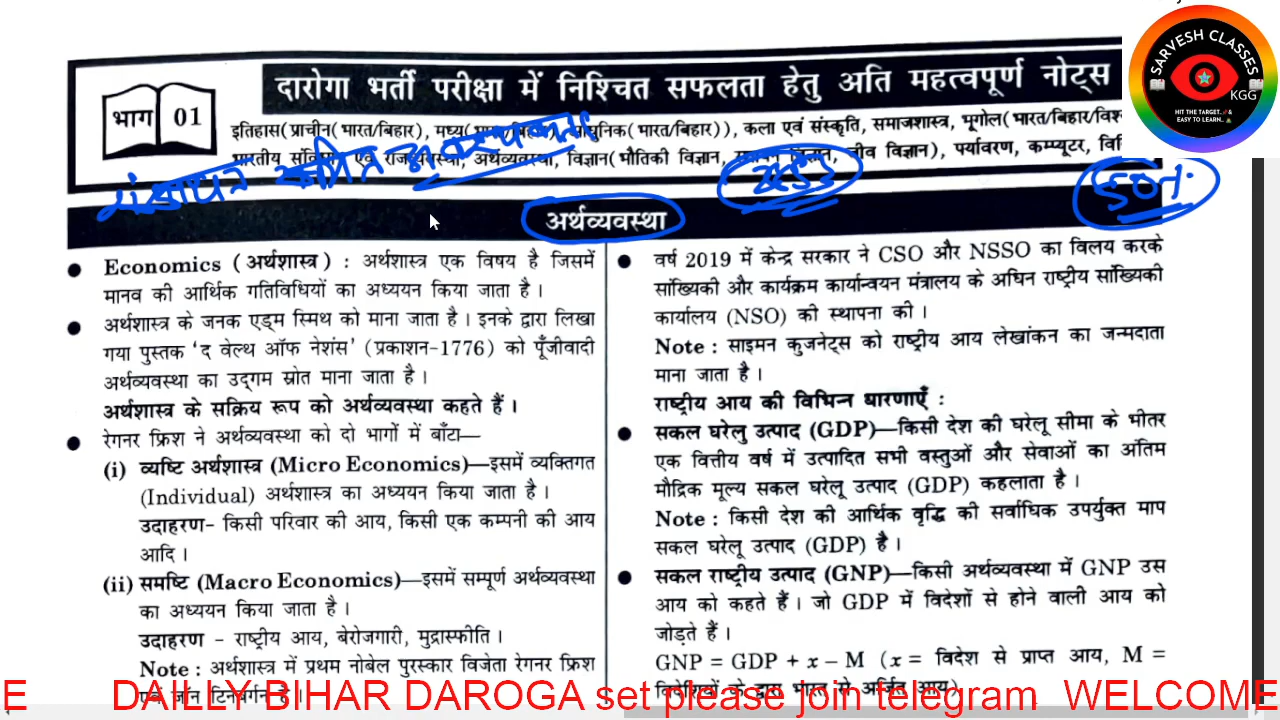 SARVESH CLASSES
KGG
HIT THE TARGET..
& EASY TO LEARN..
भाग 01
दारोगा भर्ती परीक्षा में निश्चित सफलता हेतु अति महत्वपूर्ण नोट्स
इतिहास(प्राचीन(भारत/बिहार), मध्य( /बिहार), (भारत/बिहार)), कला एवं संस्कृति, समाजशास्त्र, भूगोल(भारत/बिहार/विश्व
भारतीय एवं अर्थव्यवस्था, विज्ञान(भौतिकी विज्ञान, जीव विज्ञान), पर्यावरण, कम्प्यूटर,
अर्थव्यवस्था
● Economics (अर्थशास्त्र) : अर्थशास्त्र एक विषय है जिसमें
मानव की आर्थिक गतिविधियों का अध्ययन किया जाता है।
● अर्थशास्त्र के जनक एड्म स्मिथ को माना जाता है। इनके द्वारा लिखा
गया पुस्तक ‘द वेल्थ ऑफ नेशंस’ (प्रकाशन-1776) को पूँजीवादी
अर्थव्यवस्था का उद्गम स्रोत माना जाता है।
अर्थशास्त्र के सक्रिय रूप को अर्थव्यवस्था कहते हैं।
● रेगनर फ्रिश ने अर्थव्यवस्था को दो भागों में बाँटा—
(i) व्यष्टि अर्थशास्त्र (Micro Economics)—इसमें व्यक्तिगत
(Individual) अर्थशास्त्र का अध्ययन किया जाता है।
उदाहरण- किसी परिवार की आय, किसी एक कम्पनी की आय
आदि।
(ii) समष्टि (Macro Economics)—इसमें सम्पूर्ण अर्थव्यवस्था
का अध्ययन किया जाता है।
उदाहरण - राष्ट्रीय आय, बेरोजगारी, मुद्रास्फीति।
Note : अर्थशास्त्र में प्रथम नोबेल पुरस्कार विजेता रेगनर फ्रिश
● वर्ष 2019 में केन्द्र सरकार ने CSO और NSSO का विलय करके
सांख्यिकी और कार्यक्रम कार्यान्वयन मंत्रालय के अधिन राष्ट्रीय सांख्यिकी
कार्यालय (NSO) की स्थापना की।
Note : साइमन कुजनेट्स को राष्ट्रीय आय लेखांकन का जन्मदाता
माना जाता है।
राष्ट्रीय आय की विभिन्न धारणाएँ :
● सकल घरेलु उत्पाद (GDP)—किसी देश की घरेलू सीमा के भीतर
एक वित्तीय वर्ष में उत्पादित सभी वस्तुओं और सेवाओं का अंतिम
मौद्रिक मूल्य सकल घरेलू उत्पाद (GDP) कहलाता है।
Note : किसी देश की आर्थिक वृद्धि की सर्वाधिक उपर्युक्त माप
सकल घरेलू उत्पाद (GDP) है।
● सकल राष्ट्रीय उत्पाद (GNP)—किसी अर्थव्यवस्था में GNP उस
आय को कहते हैं। जो GDP में विदेशों से होने वाली आय को
जोड़ते हैं।
GNP = GDP + x – M (x = विदेश से प्राप्त आय, M =
विदेशियों के द्वारा भारत से अर्जित आय)
E DAILLY BIHAR DAROGA set please join telegram WELCOME